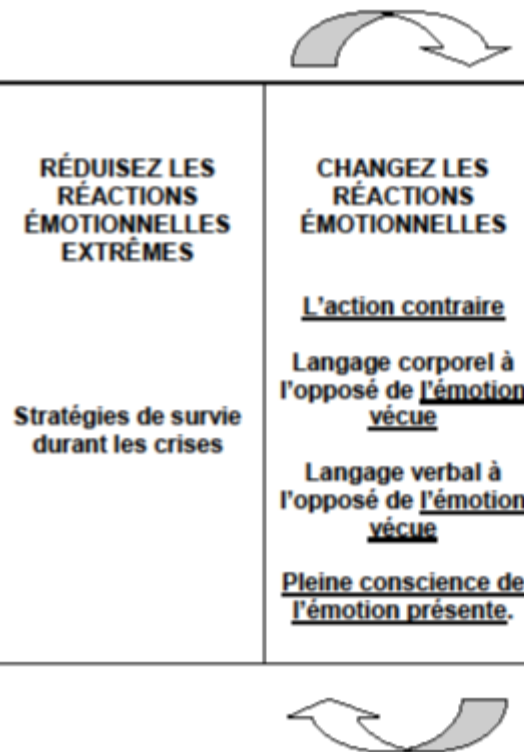 RÉDUISEZ LES
RÉACTIONS
ÉMOTIONNELLES
EXTRÊMES
Stratégies de survie
durant les crises
CHANGEZ LES
RÉACTIONS
ÉMOTIONNELLES
L'action contraire
Langage corporel à
l'opposé de l'émotion
vécue
Langage verbal à
l'opposé de l'émotion
vécue
Pleine conscience de
l'émotion présente.